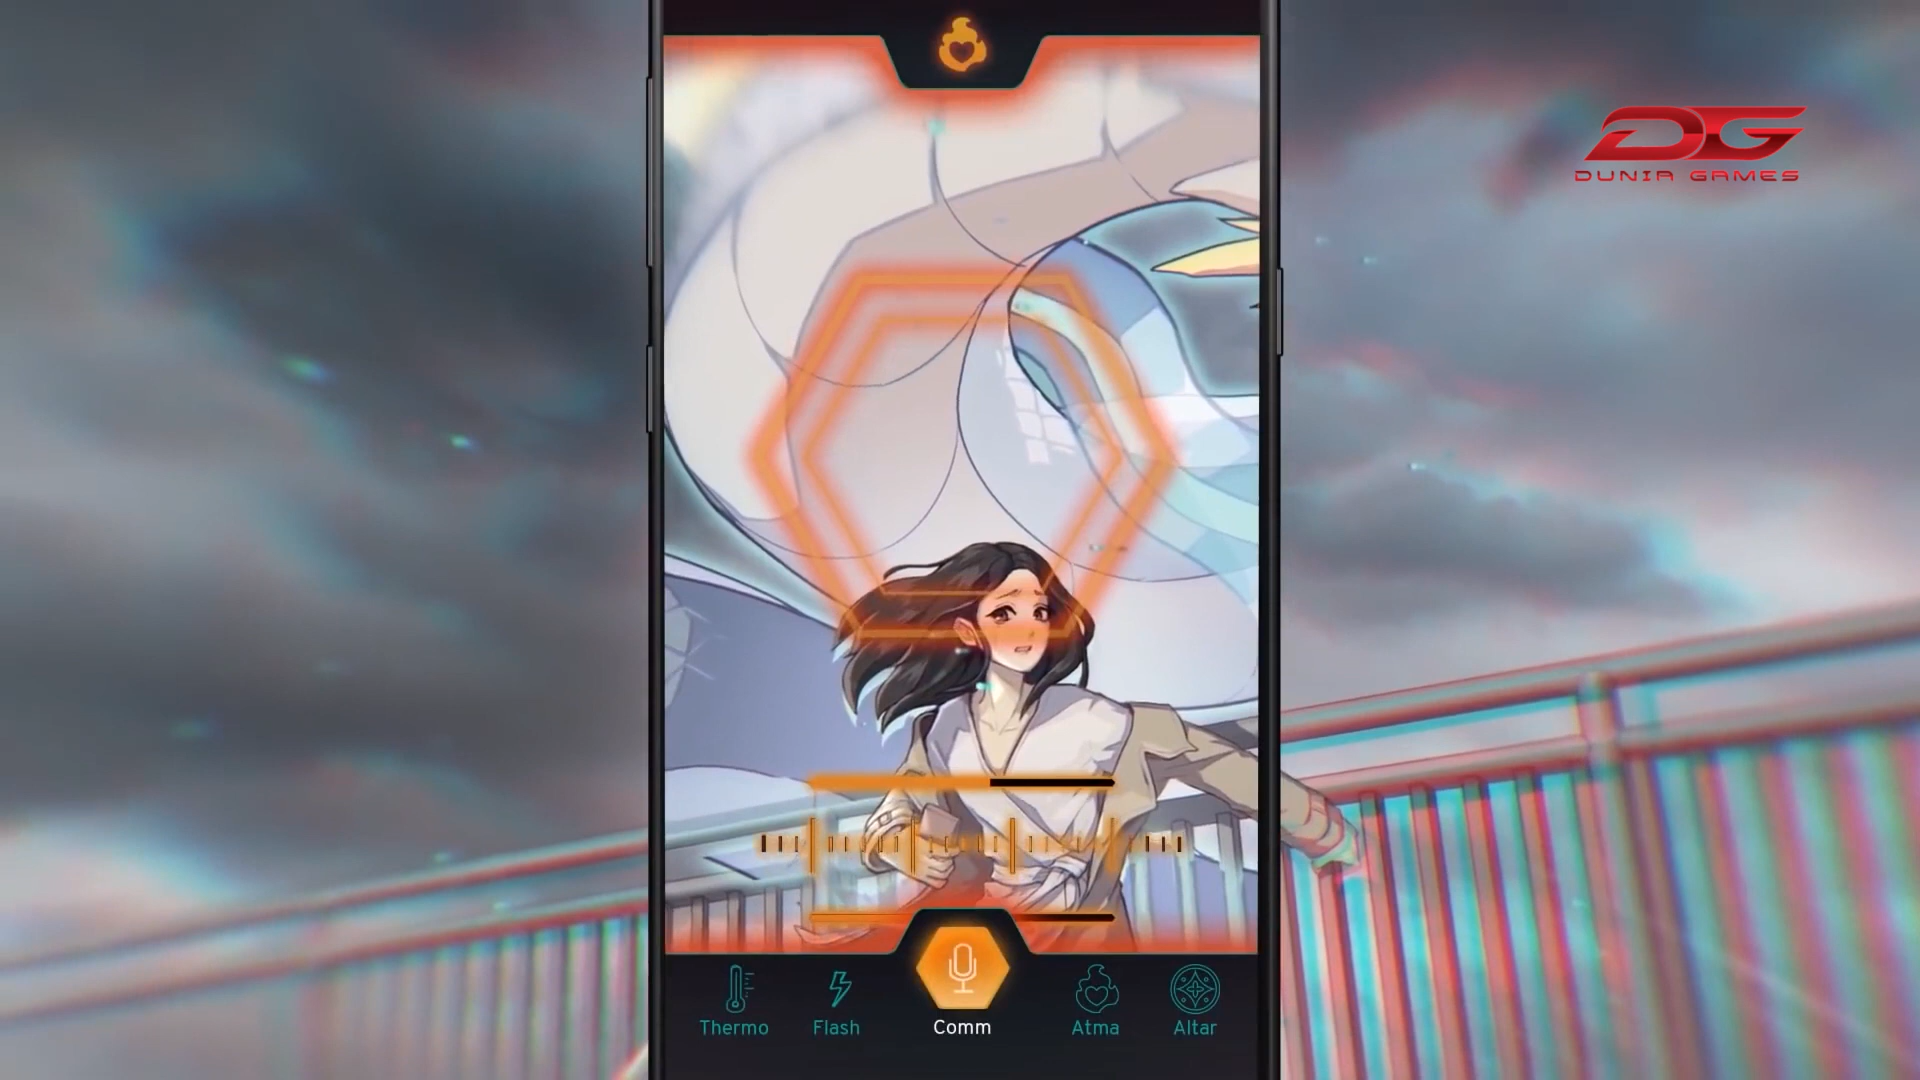 DG
DUNIA GAMES
Thermo
Flash
Comm
Atma
Altar